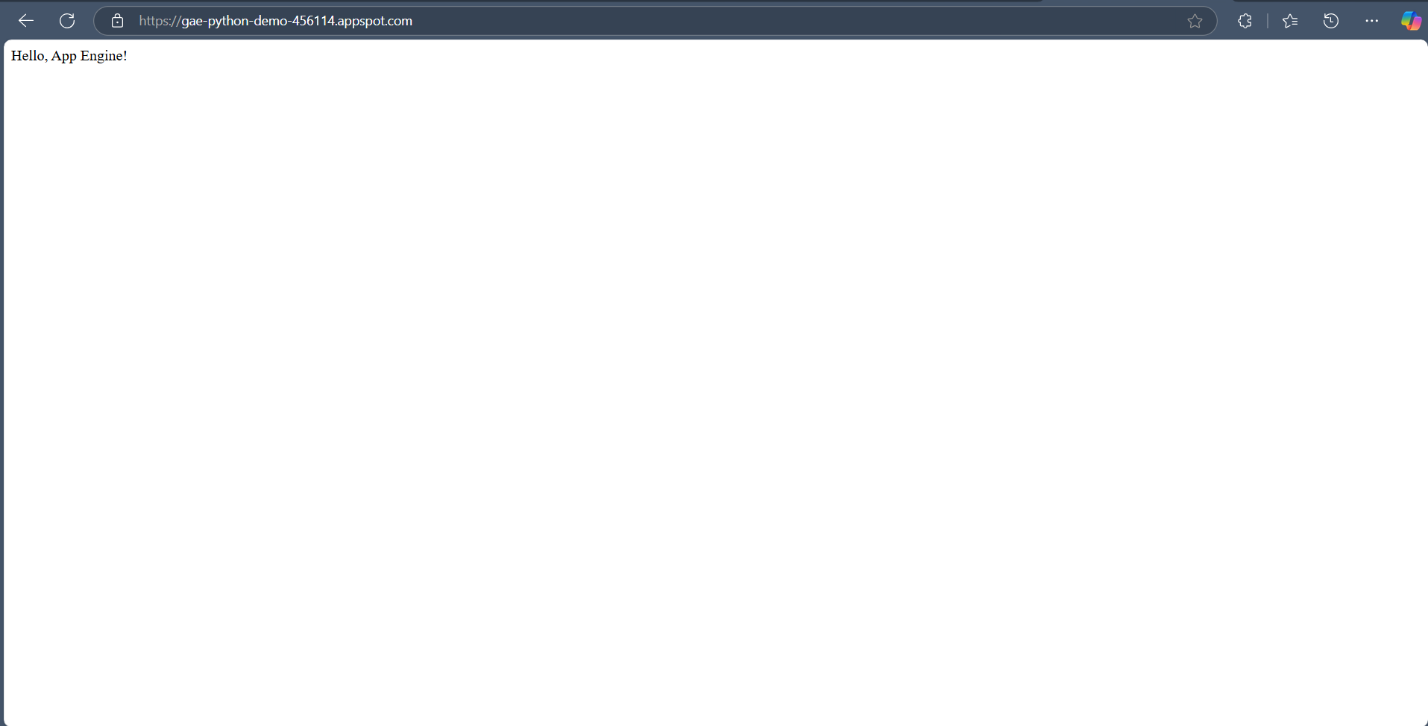 https://gae-python-demo-456114.appspot.com
Hello, App Engine!